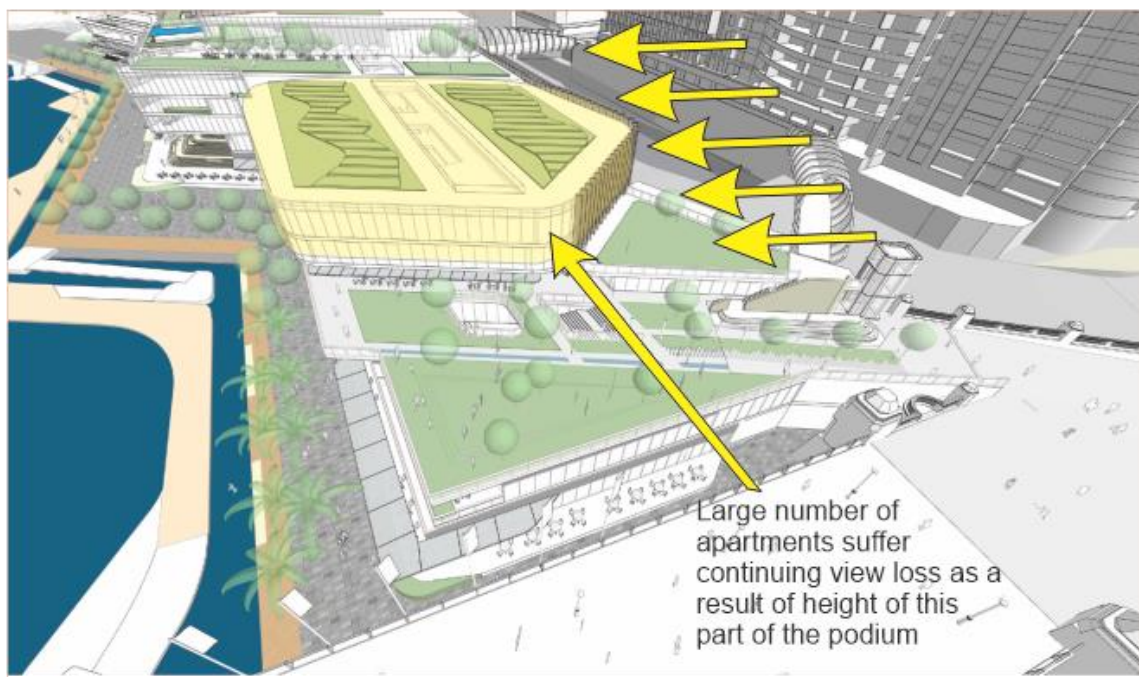 Large number of
apartments suffer
continuing view loss as a
result of height of this
part of the podium